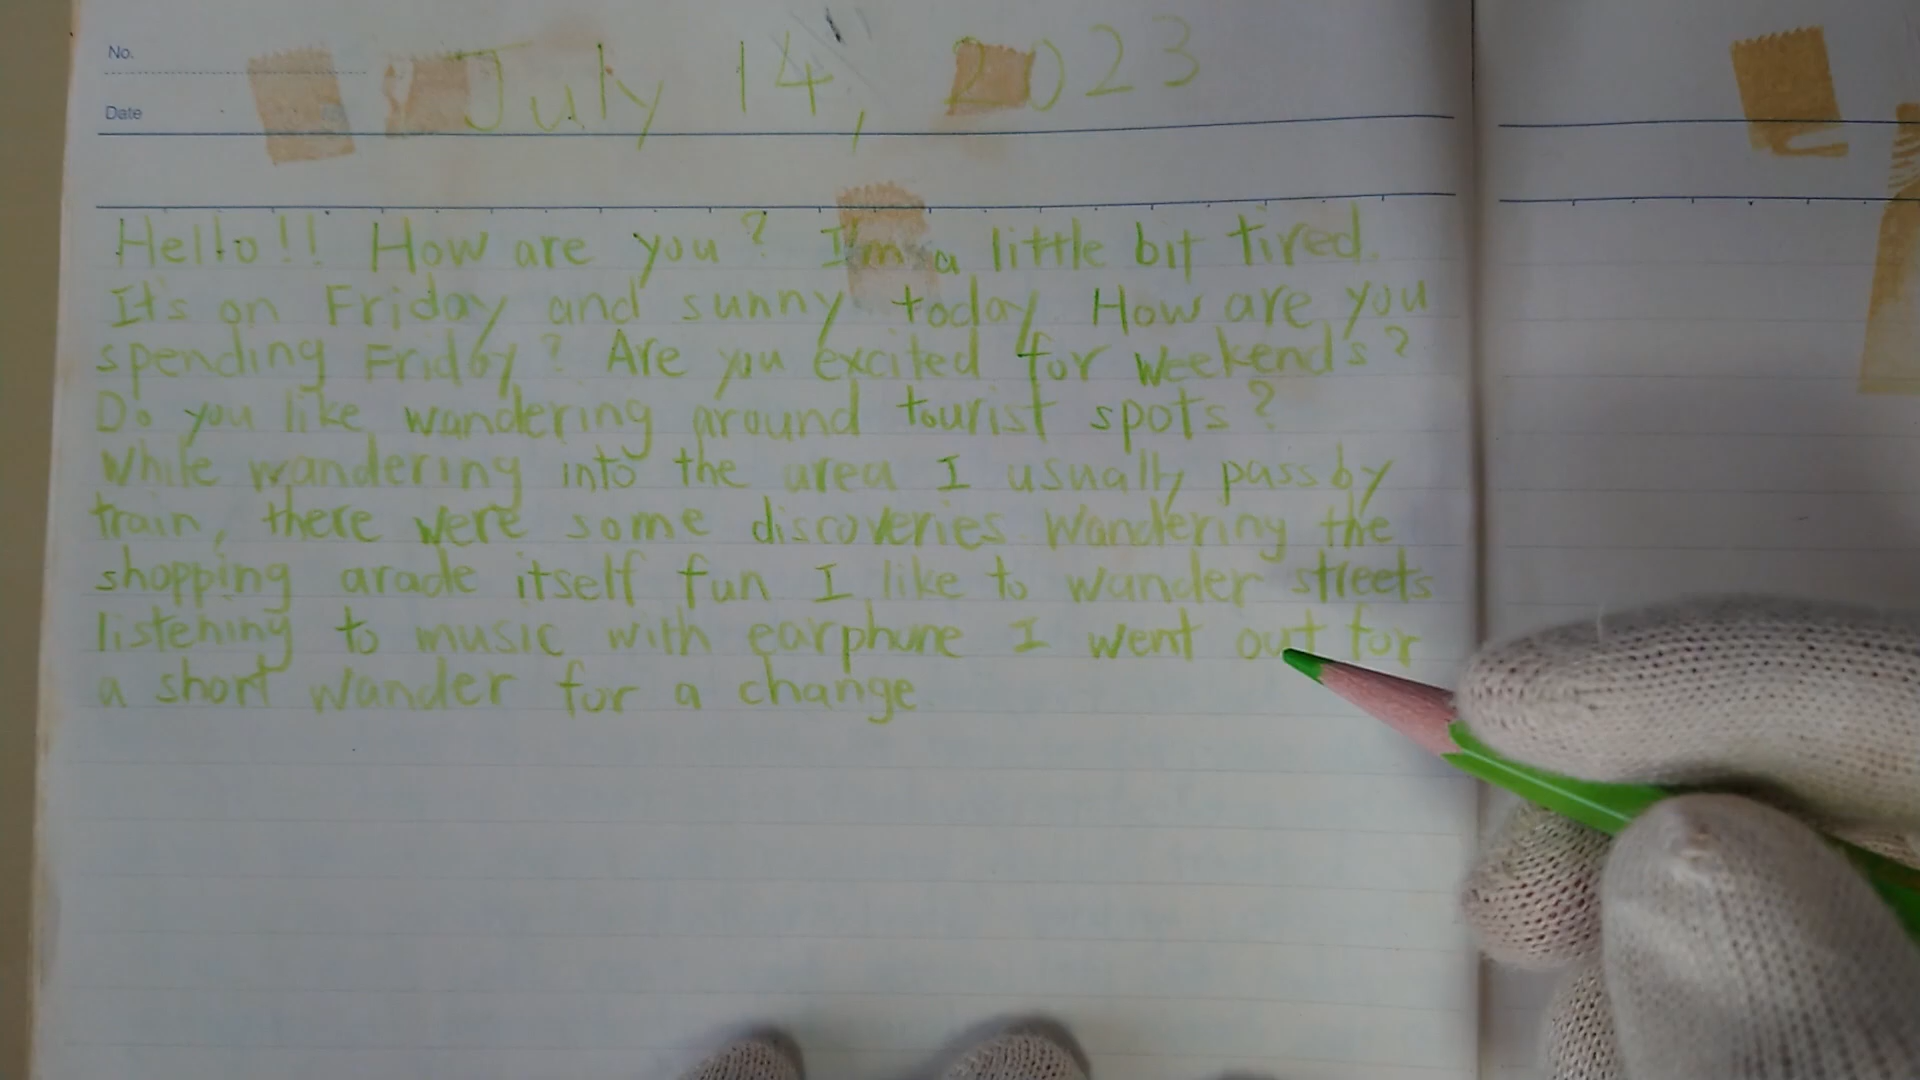 No.
July 14, 2023
Date
Hello!! How are you? I'm a little bit tired.
It's on Friday and sunny today. How are you
spending Friday? Are you excited for weekends?
Do you like wandering around tourist spots?
While wandering into the area I usually pass by
train, there were some discoveries. Wandering the
shopping arade itself fun I like to wander streets
listening to music with earphone I went out for
a short wander for a change